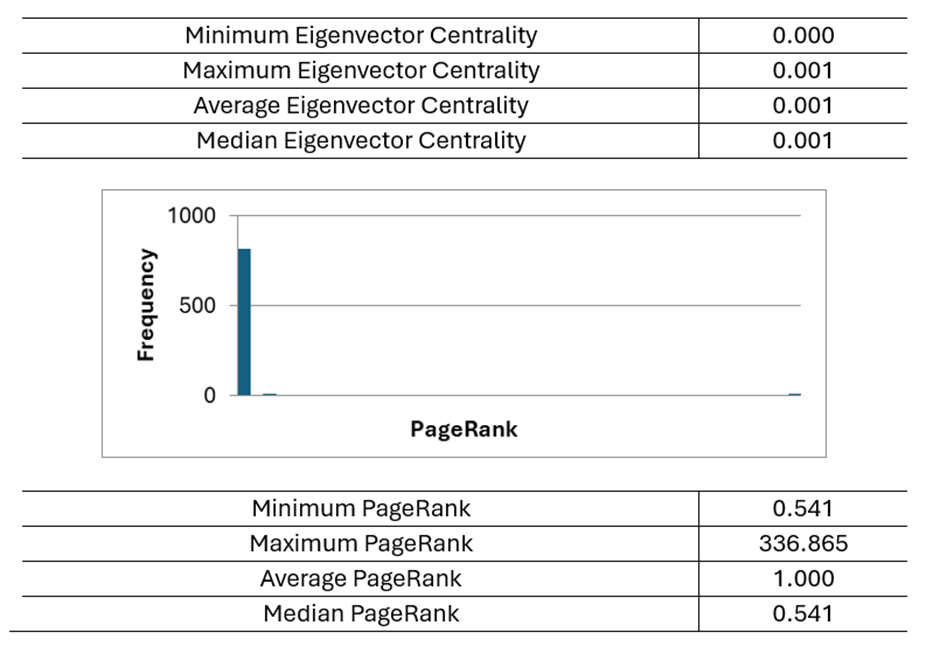 Minimum Eigenvector Centrality 0.000
Maximum Eigenvector Centrality 0.001
Average Eigenvector Centrality 0.001
Median Eigenvector Centrality 0.001
1000
500
0
Frequency
PageRank
Minimum PageRank 0.541
Maximum PageRank 336.865
Average PageRank 1.000
Median PageRank 0.541